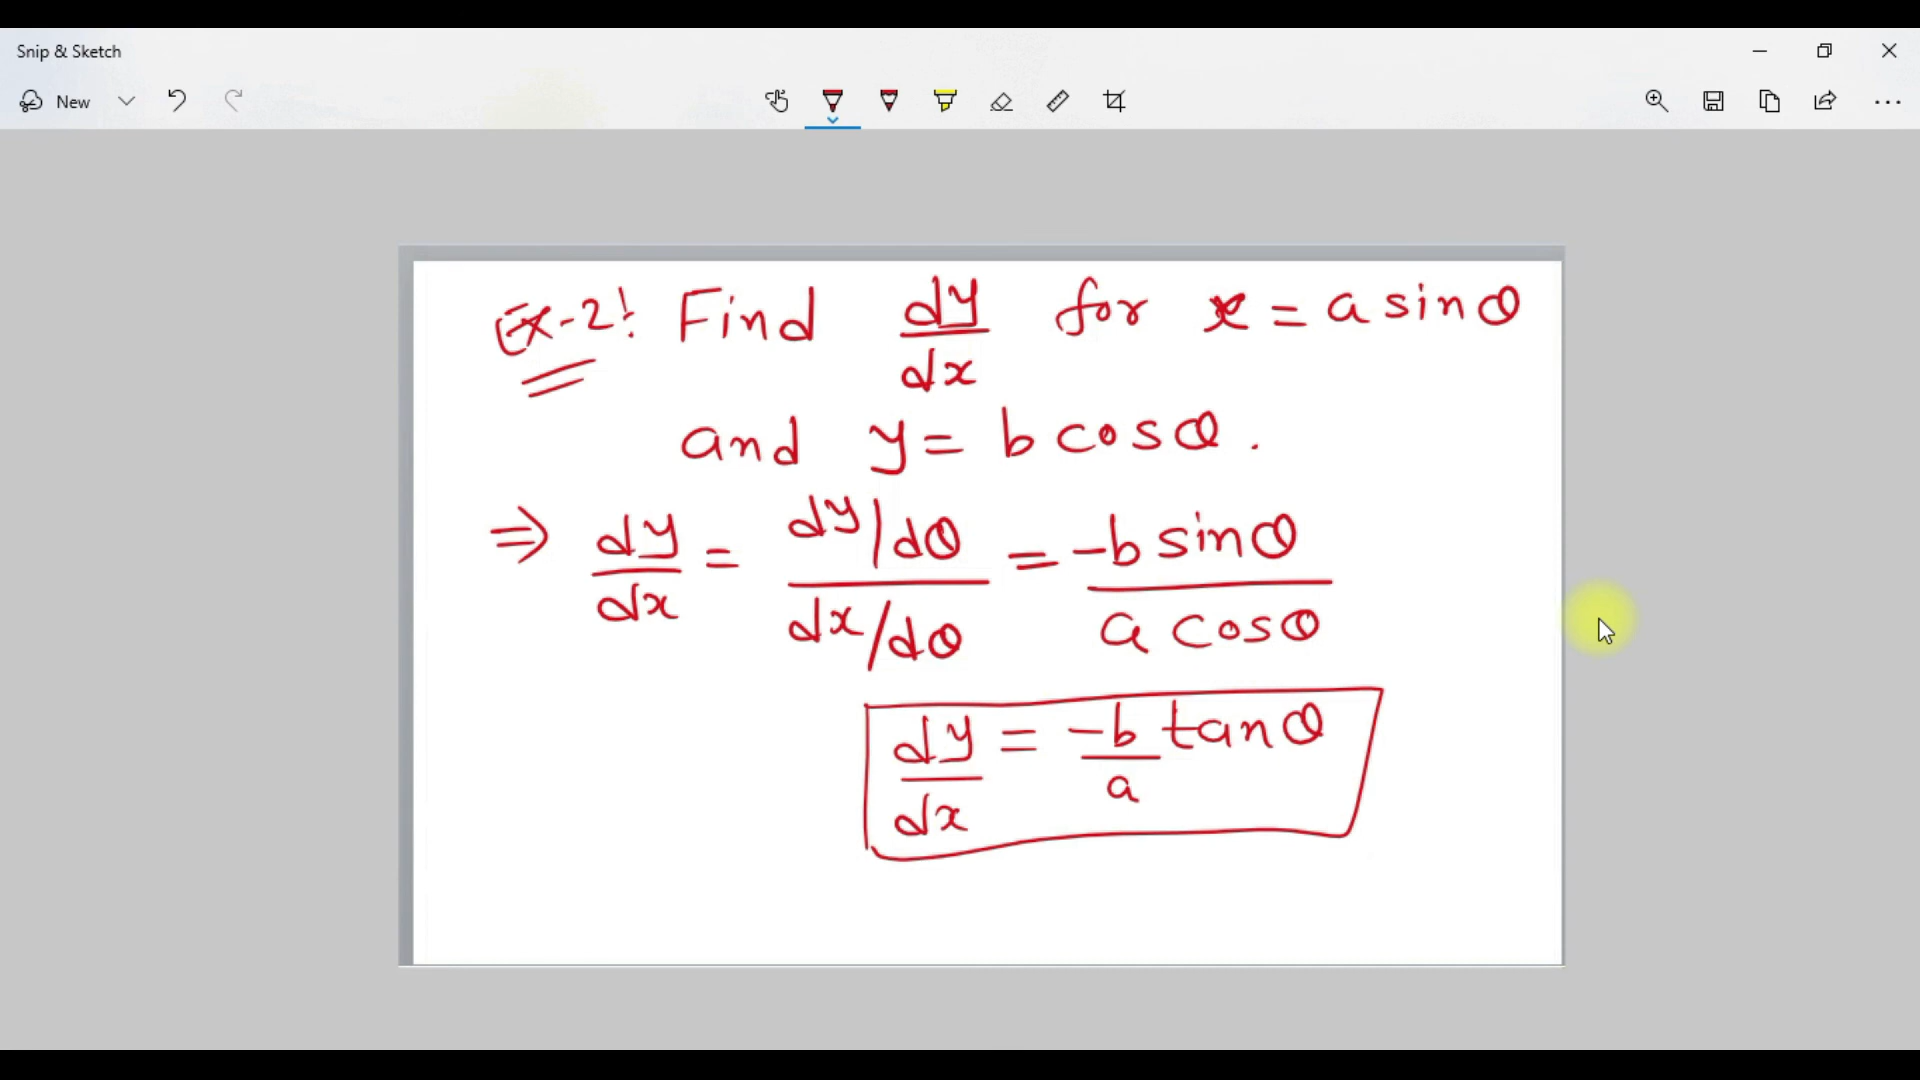 Snip & Sketch
New
Ex-2: Find dy/dx for x = a sinθ
and y = b cosθ.
⇒ dy/dx = (dy/dθ)/(dx/dθ) = (-b sinθ)/(a cosθ)
dy/dx = -b/a tanθ